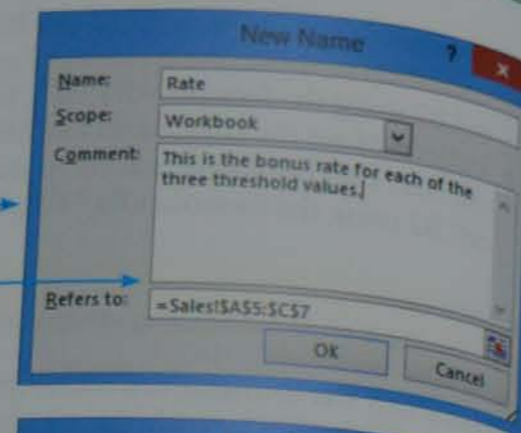 New Name ? x
Name: Rate
Scope: Workbook
Comment: This is the bonus rate for each of the
three threshold values.
Refers to: =Sales!$A$5:$C$7
OK Cancel